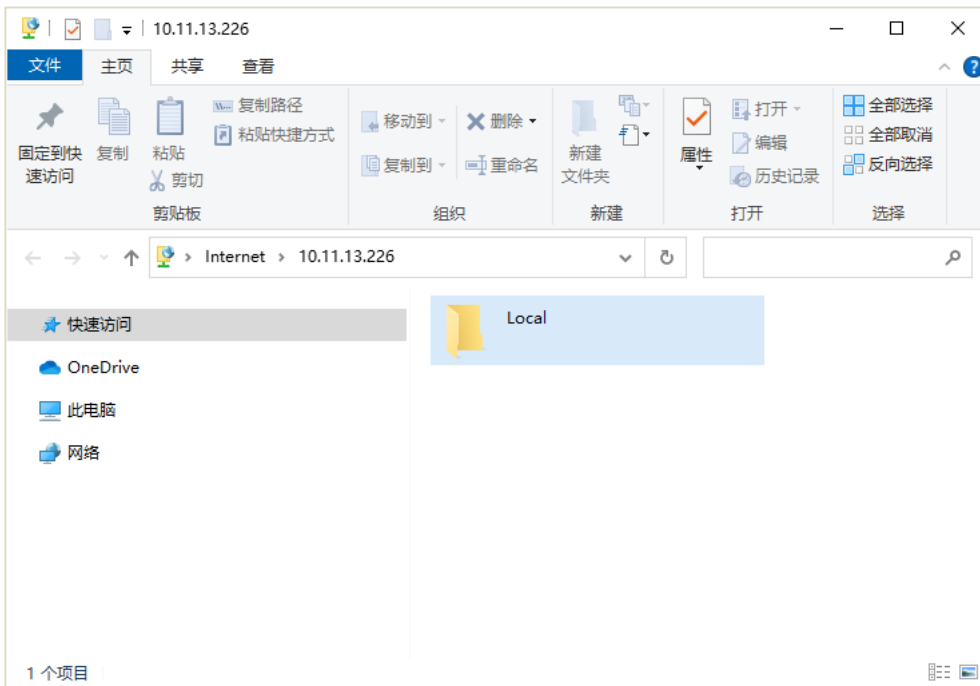 10.11.13.226
文件 主页 共享 查看
固定到快速访问
复制
粘贴
复制路径
粘贴快捷方式
剪切
剪贴板
移动到
复制到
删除
重命名
组织
新建
文件夹
新建
属性
打开
编辑
历史记录
打开
全部选择
全部取消
反向选择
选择
Internet 10.11.13.226
快速访问
OneDrive
此电脑
网络
Local
1 个项目